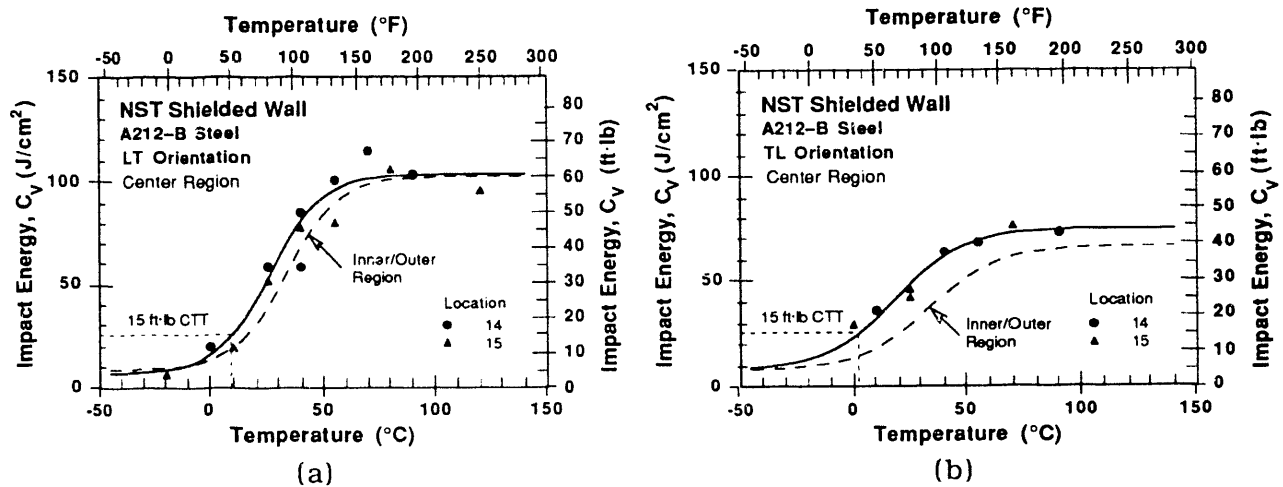 Temperature (°F)
-50 0 50 100 150 200 250 300
150
100
50
0
Impact Energy, CV (J/cm2)
NST Shielded Wall
A212-B Steel
LT Orientation
Center Region
15 ft·lb CTT
Inner/Outer
Region
Location
14
15
80
70
60
50
40
30
20
10
0
Impact Energy, CV (ft·lb)
-50 0 50 100 150
Temperature (°C)
(a)
Temperature (°F)
-50 0 50 100 150 200 250 300
150
100
50
0
Impact Energy, CV (J/cm2)
NST Shielded Wall
A212-B Steel
TL Orientation
Center Region
15 ft·lb CTT
Inner/Outer
Region
Location
14
15
80
70
60
50
40
30
20
10
0
Impact Energy, CV (ft·lb)
-50 0 50 100 150
Temperature (°C)
(b)